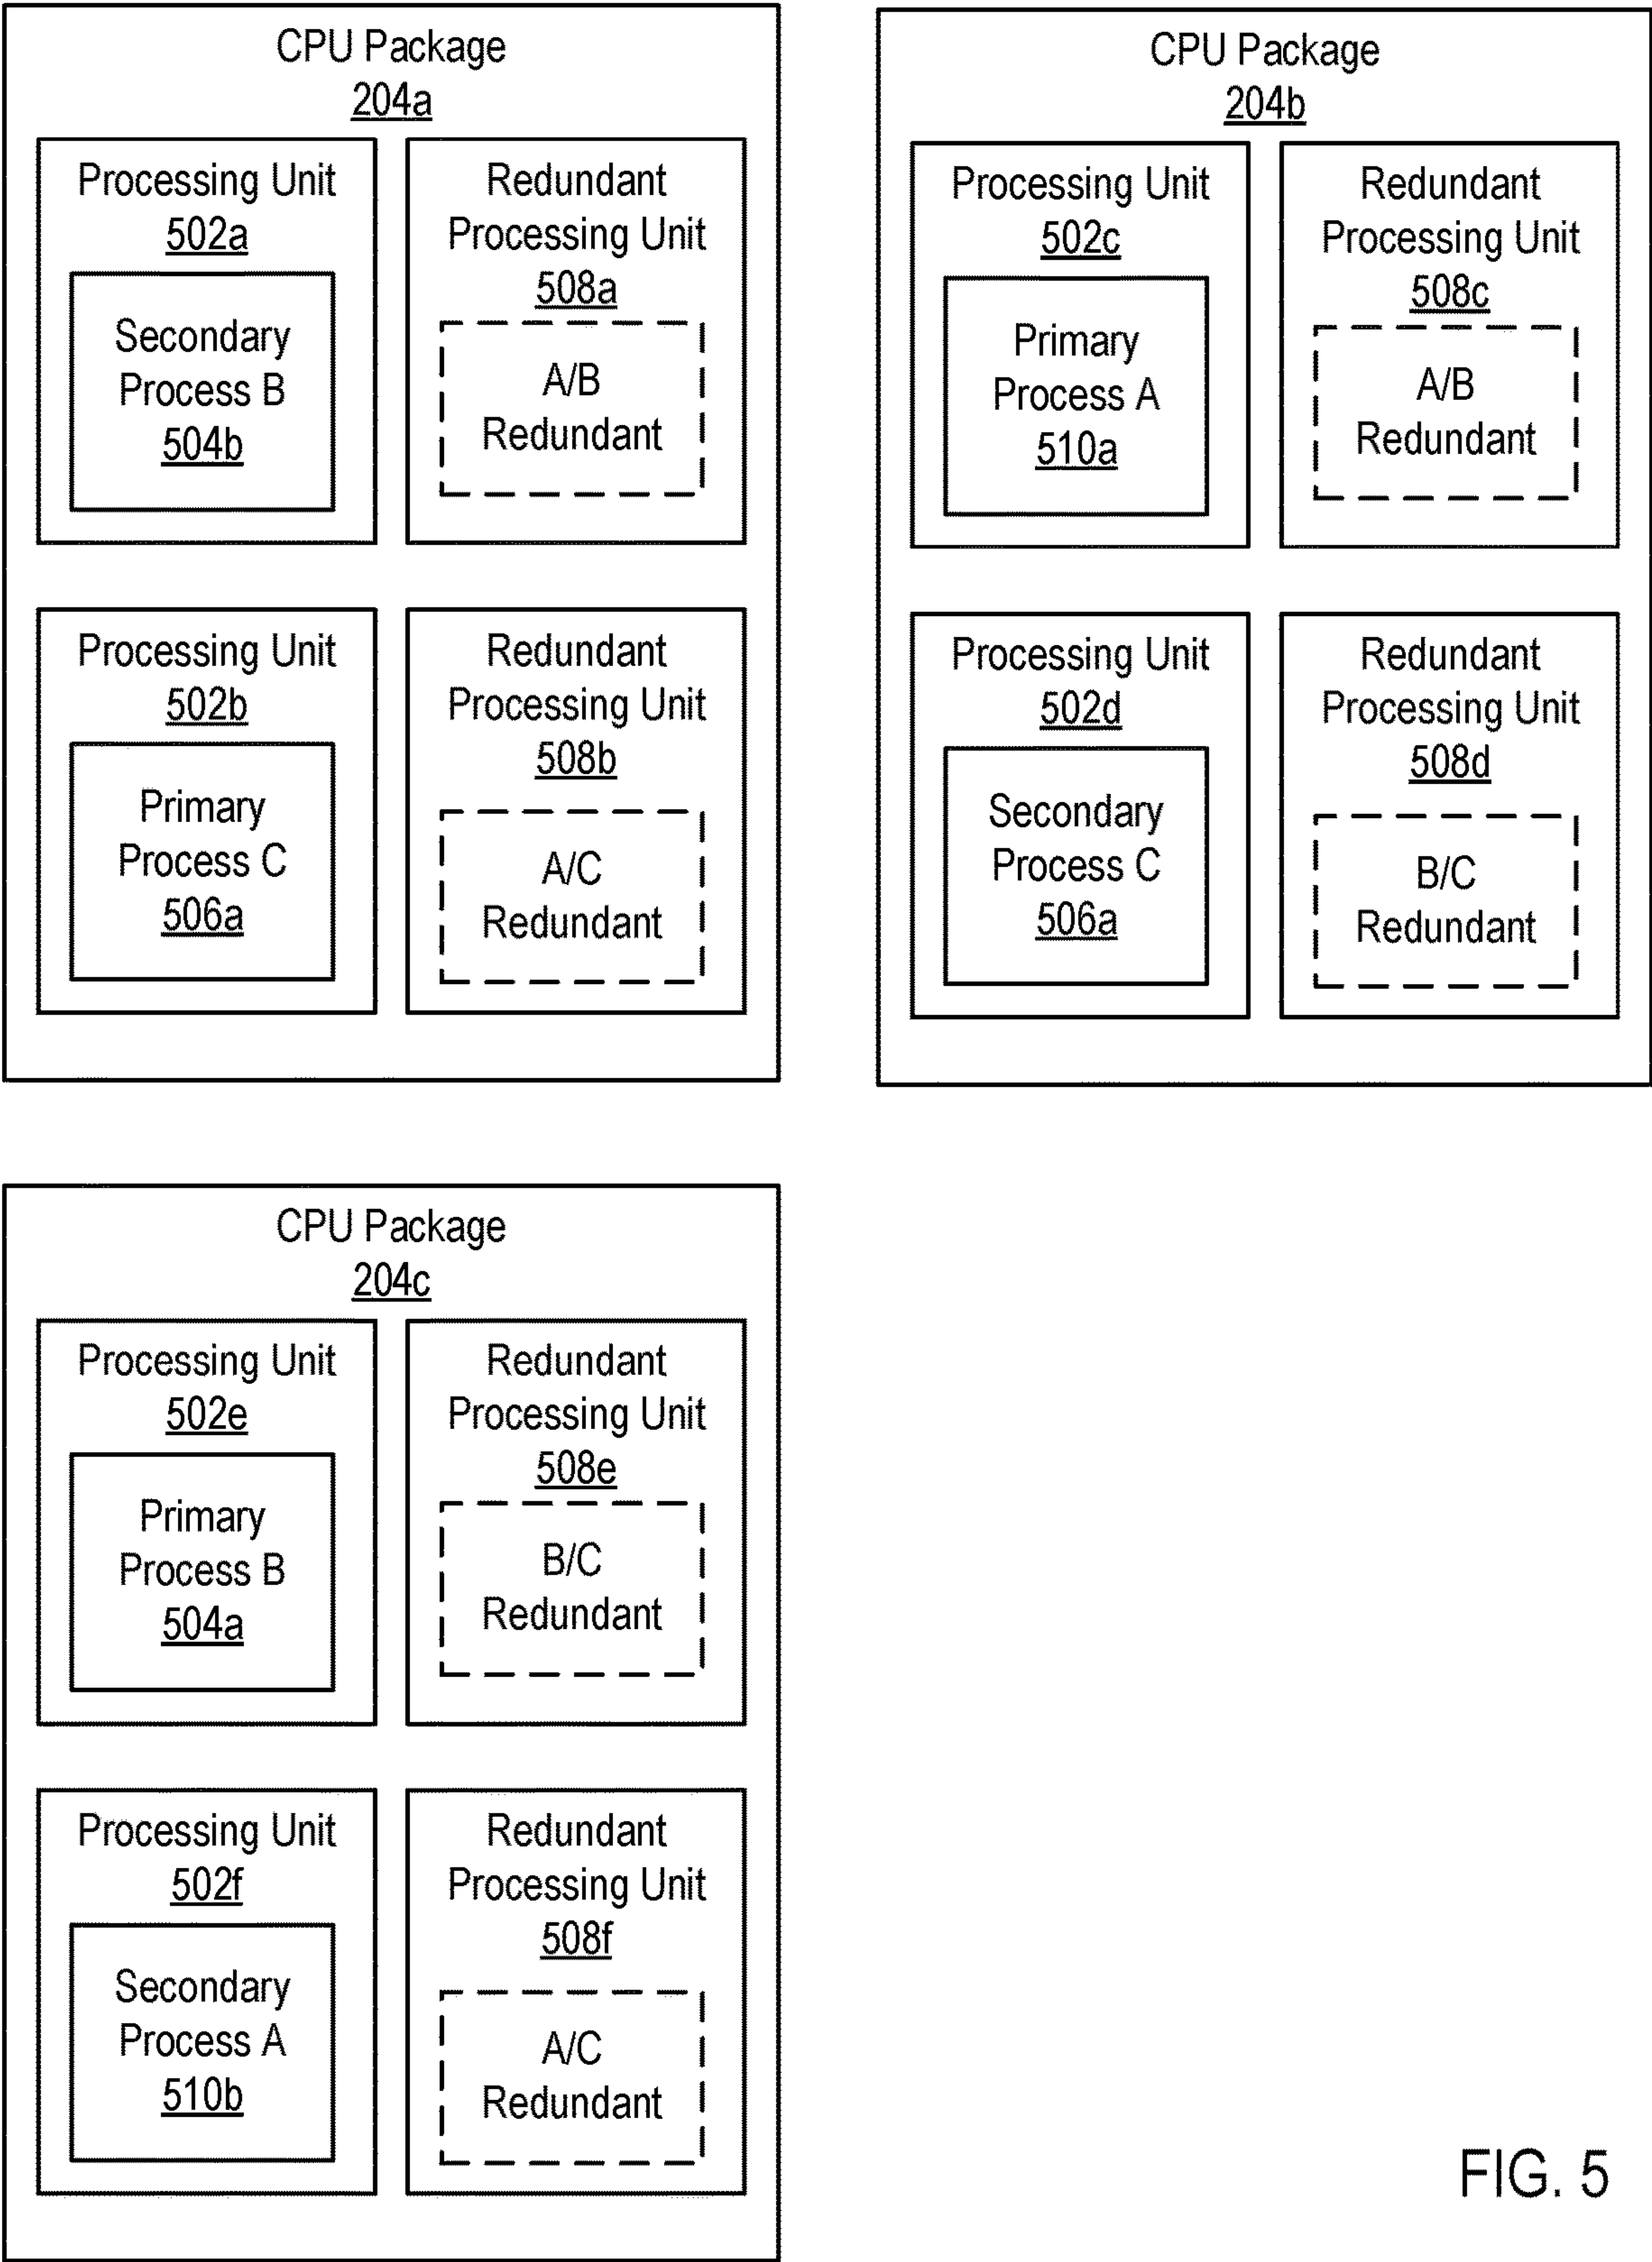 CPU Package
204a
Processing Unit
502a
Secondary
Process B
504b
Redundant
Processing Unit
508a
A/B
Redundant
Processing Unit
502b
Primary
Process C
506a
Redundant
Processing Unit
508b
A/C
Redundant
CPU Package
204b
Processing Unit
502c
Primary
Process A
510a
Redundant
Processing Unit
508c
A/B
Redundant
Processing Unit
502d
Secondary
Process C
506a
Redundant
Processing Unit
508d
B/C
Redundant
CPU Package
204c
Processing Unit
502e
Primary
Process B
504a
Redundant
Processing Unit
508e
B/C
Redundant
Processing Unit
502f
Secondary
Process A
510b
Redundant
Processing Unit
508f
A/C
Redundant
FIG. 5